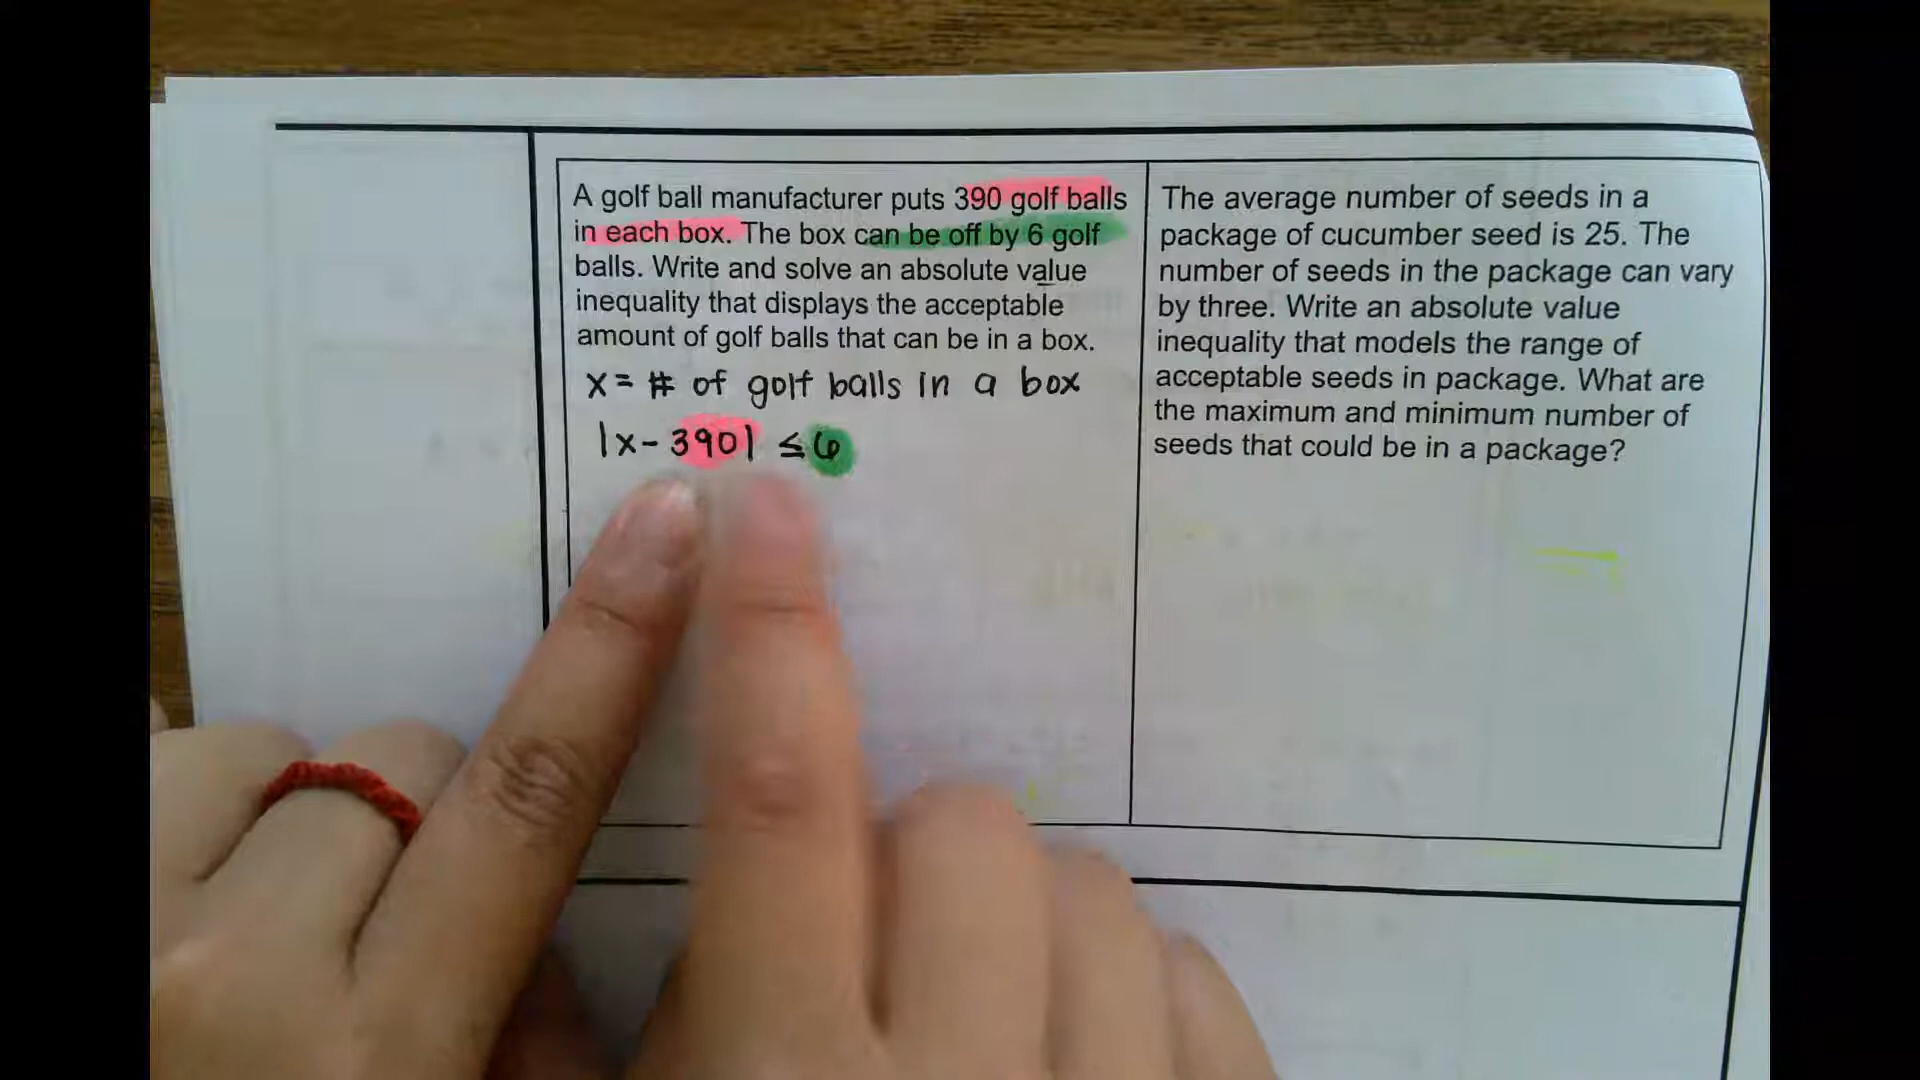 A golf ball manufacturer puts 390 golf balls
in each box. The box can be off by 6 golf
balls. Write and solve an absolute value
inequality that displays the acceptable
amount of golf balls that can be in a box.
x = # of golf balls in a box
|x - 390| ≤ 6
The average number of seeds in a
package of cucumber seed is 25. The
number of seeds in the package can vary
by three. Write an absolute value
inequality that models the range of
acceptable seeds in package. What are
the maximum and minimum number of
seeds that could be in a package?